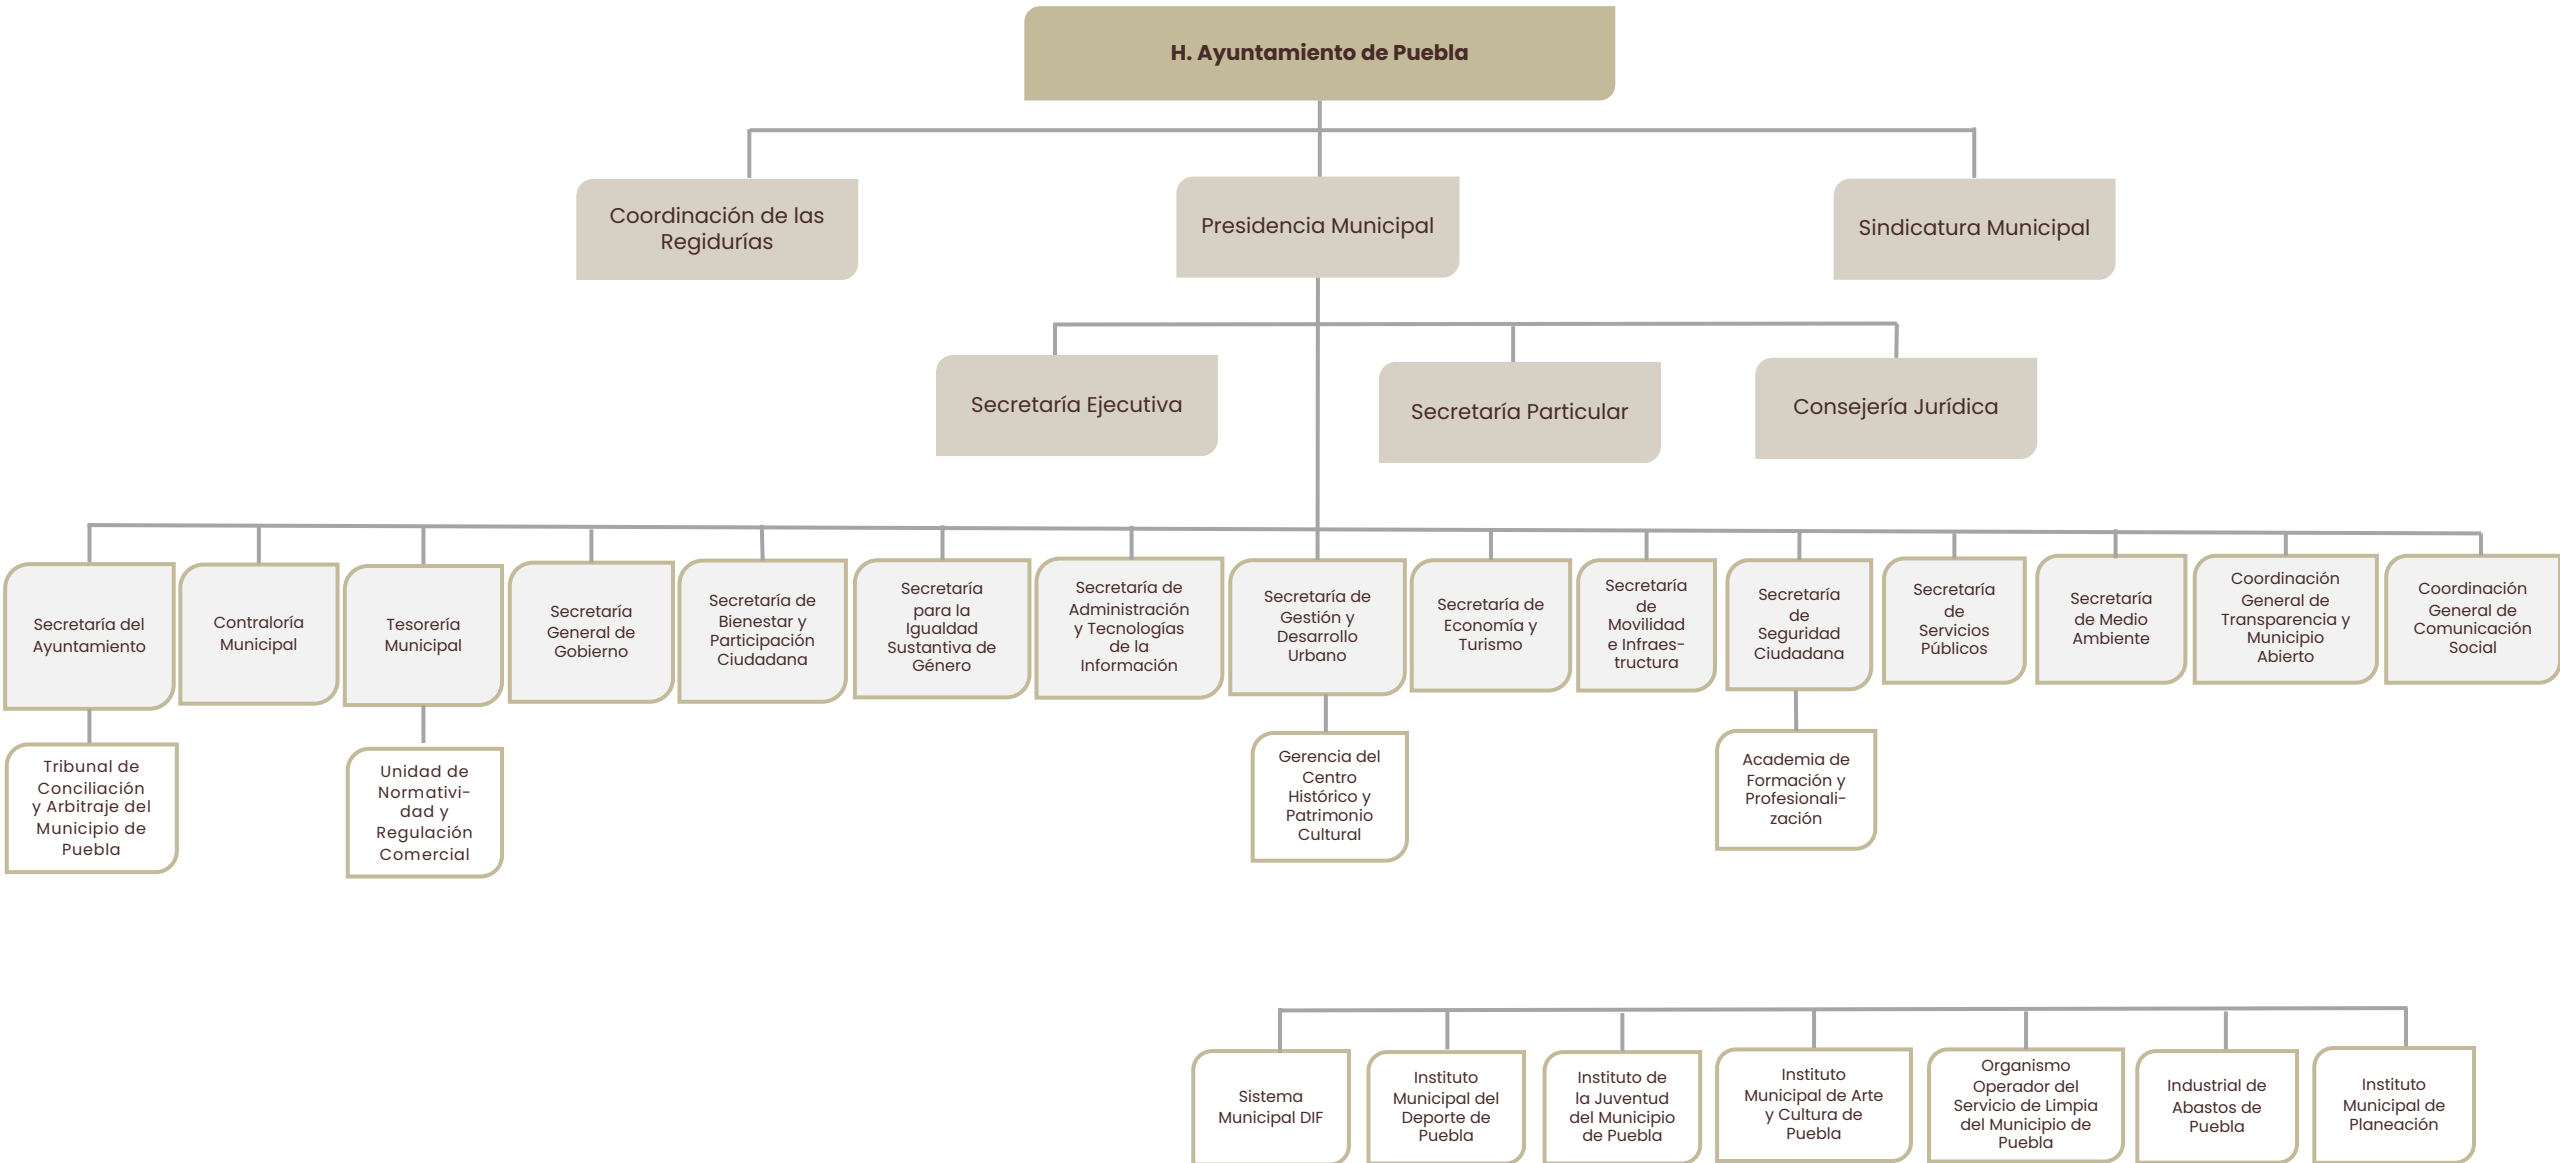 H. Ayuntamiento de Puebla
Coordinación de las
Regidurías
Presidencia Municipal
Sindicatura Municipal
Secretaría Ejecutiva
Secretaría Particular
Consejería Jurídica
Secretaría del
Ayuntamiento
Contraloría
Municipal
Tesorería
Municipal
Secretaría
General de
Gobierno
Secretaría de
Bienestar y
Participación
Ciudadana
Secretaría
para la
Igualdad
Sustantiva de
Género
Secretaría de
Administración
y Tecnologías
de la
Información
Secretaría de
Gestión y
Desarrollo
Urbano
Secretaría de
Economía y
Turismo
Secretaría
de
Movilidad
e Infraes-
tructura
Secretaría
de
Seguridad
Ciudadana
Secretaría
de
Servicios
Públicos
Secretaría
de Medio
Ambiente
Coordinación
General de
Transparencia y
Municipio
Abierto
Coordinación
General de
Comunicación
Social
Tribunal de
Conciliación
y Arbitraje del
Municipio de
Puebla
Unidad de
Normativi-
dad y
Regulación
Comercial
Gerencia del
Centro
Histórico y
Patrimonio
Cultural
Academia de
Formación y
Profesionali-
zación
Sistema
Municipal DIF
Instituto
Municipal del
Deporte de
Puebla
Instituto de
la Juventud
del Municipio
de Puebla
Instituto
Municipal de Arte
y Cultura de
Puebla
Organismo
Operador del
Servicio de Limpia
del Municipio de
Puebla
Industrial de
Abastos de
Puebla
Instituto
Municipal de
Planeación